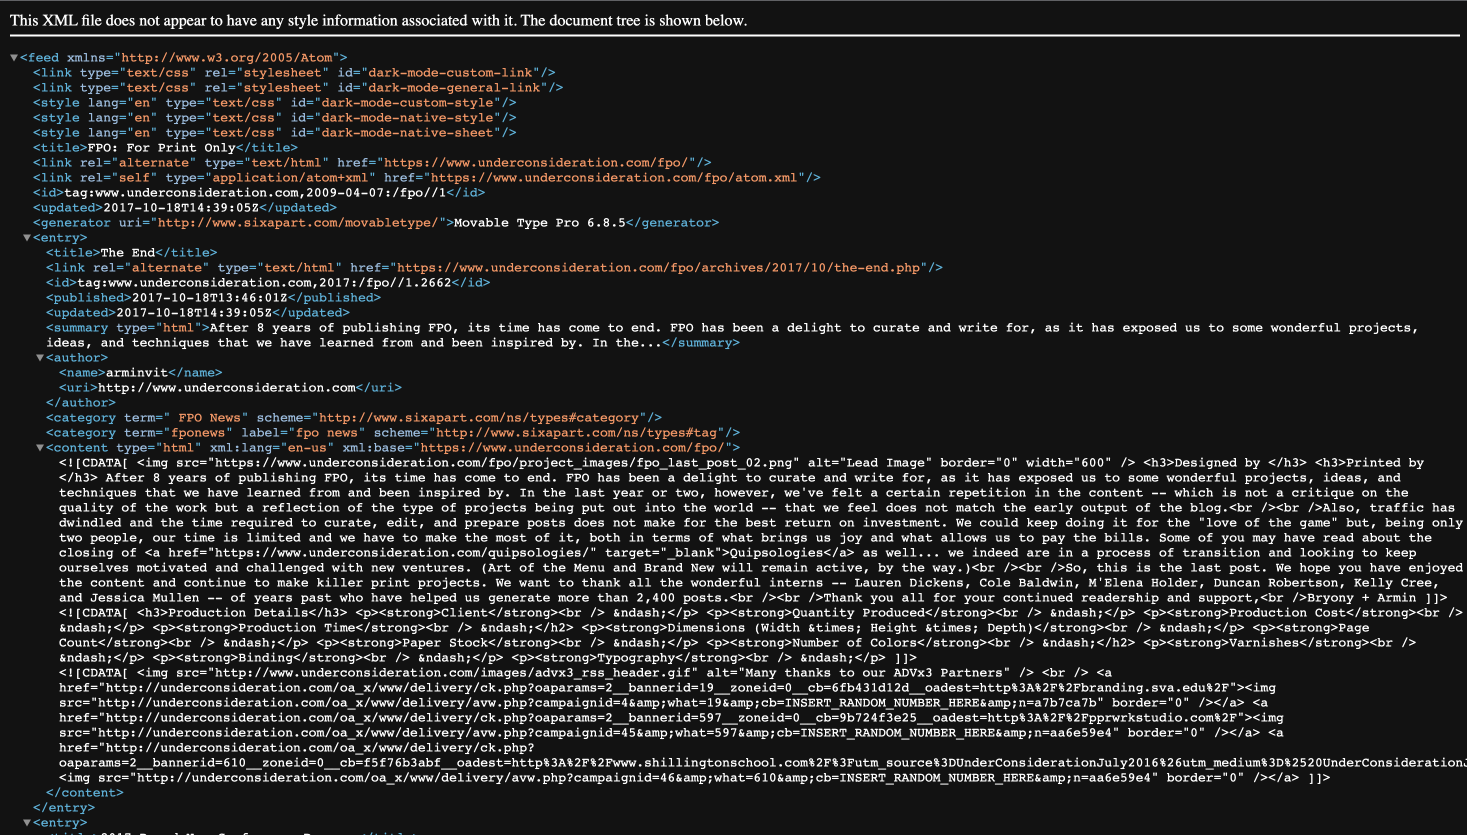 This XML file does not appear to have any style information associated with it. The document tree is shown below.
▼<feed xmlns="http://www.w3.org/2005/Atom">
<link type="text/css" rel="stylesheet" id="dark-mode-custom-link"/>
<link type="text/css" rel="stylesheet" id="dark-mode-general-link"/>
<style lang="en" type="text/css" id="dark-mode-custom-style"/>
<style lang="en" type="text/css" id="dark-mode-native-style"/>
<style lang="en" type="text/css" id="dark-mode-native-sheet"/>
<title>FPO: For Print Only</title>
<link rel="alternate" type="text/html" href="https://www.underconsideration.com/fpo/"/>
<link rel="self" type="application/atom+xml" href="https://www.underconsideration.com/fpo/atom.xml"/>
<id>tag:www.underconsideration.com,2009-04-07:/fpo//1</id>
<updated>2017-10-18T14:39:05Z</updated>
<generator uri="http://www.sixapart.com/movabletype/">Movable Type Pro 6.8.5</generator>
▼<entry>
<title>The End</title>
<link rel="alternate" type="text/html" href="https://www.underconsideration.com/fpo/archives/2017/10/the-end.php"/>
<id>tag:www.underconsideration.com,2017:/fpo//1.2662</id>
<published>2017-10-18T13:46:01Z</published>
<updated>2017-10-18T14:39:05Z</updated>
<summary type="html">After 8 years of publishing FPO, its time has come to end. FPO has been a delight to curate and write for, as it has exposed us to some wonderful projects,
ideas, and techniques that we have learned from and been inspired by. In the...</summary>
▼<author>
<name>arminvit</name>
<uri>http://www.underconsideration.com</uri>
</author>
<category term=" FPO News" scheme="http://www.sixapart.com/ns/types#category"/>
<category term="fponews" label="fpo news" scheme="http://www.sixapart.com/ns/types#tag"/>
▼<content type="html" xml:lang="en-us" xml:base="https://www.underconsideration.com/fpo/">
<![CDATA[ <img src="https://www.underconsideration.com/fpo/project_images/fpo_last_post_02.png" alt="Lead Image" border="0" width="600" /> <h3>Designed by </h3> <h3>Printed by
</h3> After 8 years of publishing FPO, its time has come to end. FPO has been a delight to curate and write for, as it has exposed us to some wonderful projects, ideas, and
techniques that we have learned from and been inspired by. In the last year or two, however, we've felt a certain repetition in the content -- which is not a critique on the
quality of the work but a reflection of the type of projects being put out into the world -- that we feel does not match the early output of the blog.<br /><br />Also, traffic has
dwindled and the time required to curate, edit, and prepare posts does not make for the best return on investment. We could keep doing it for the "love of the game" but, being only
two people, our time is limited and we have to make the most of it, both in terms of what brings us joy and what allows us to pay the bills. Some of you may have read about the
closing of <a href="https://www.underconsideration.com/quipsologies/" target="_blank">Quipsologies</a> as well... we indeed are in a process of transition and looking to keep
ourselves motivated and challenged with new ventures. (Art of the Menu and Brand New will remain active, by the way.)<br /><br />So, this is the last post. We hope you have enjoyed
the content and continue to make killer print projects. We want to thank all the wonderful interns -- Lauren Dickens, Cole Baldwin, M'Elena Holder, Duncan Robertson, Kelly Cree,
and Jessica Mullen -- of years past who have helped us generate more than 2,400 posts.<br /><br />Thank you all for your continued readership and support,<br />Bryony + Armin ]]>
<![CDATA[ <h3>Production Details</h3> <p><strong>Client</strong><br /> &ndash;</p> <p><strong>Quantity Produced</strong><br /> &ndash;</p> <p><strong>Production Cost</strong><br />
&ndash;</p> <p><strong>Production Time</strong><br /> &ndash;</h2> <p><strong>Dimensions (Width &times; Height &times; Depth)</strong><br /> &ndash;</p> <p><strong>Page
Count</strong><br /> &ndash;</p> <p><strong>Paper Stock</strong><br /> &ndash;</p> <p><strong>Number of Colors</strong><br /> &ndash;</h2> <p><strong>Varnishes</strong><br />
&ndash;</p> <p><strong>Binding</strong><br /> &ndash;</p> <p><strong>Typography</strong><br /> &ndash;</p> ]]>
<![CDATA[ <img src="http://www.underconsideration.com/images/advx3_rss_header.gif" alt="Many thanks to our ADVx3 Partners" /> <br /> <a
href="http://underconsideration.com/oa_x/www/delivery/ck.php?oaparams=2__bannerid=19__zoneid=0__cb=6fb431d12d__oadest=http%3A%2F%2Fbranding.sva.edu%2F"><img
src="http://underconsideration.com/oa_x/www/delivery/avw.php?campaignid=4&amp;what=19&amp;cb=INSERT_RANDOM_NUMBER_HERE&amp;n=a7b7ca7b" border="0" /></a> <a
href="http://underconsideration.com/oa_x/www/delivery/ck.php?oaparams=2__bannerid=597__zoneid=0__cb=9b724f3e25__oadest=http%3A%2F%2Fpprwrkstudio.com%2F"><img
src="http://underconsideration.com/oa_x/www/delivery/avw.php?campaignid=45&amp;what=597&amp;cb=INSERT_RANDOM_NUMBER_HERE&amp;n=aa6e59e4" border="0" /></a> <a
href="http://underconsideration.com/oa_x/www/delivery/ck.php?
oaparams=2__bannerid=610__zoneid=0__cb=f5f76b3abf__oadest=http%3A%2F%2Fwww.shillingtonschool.com%2F%3Futm_source%3DUnderConsiderationJuly2016%26utm_medium%3D%2520UnderConsideration
<img src="http://underconsideration.com/oa_x/www/delivery/avw.php?campaignid=46&amp;what=610&amp;cb=INSERT_RANDOM_NUMBER_HERE&amp;n=aa6e59e4" border="0" /></a> ]]>
</content>
</entry>
▼<entry>